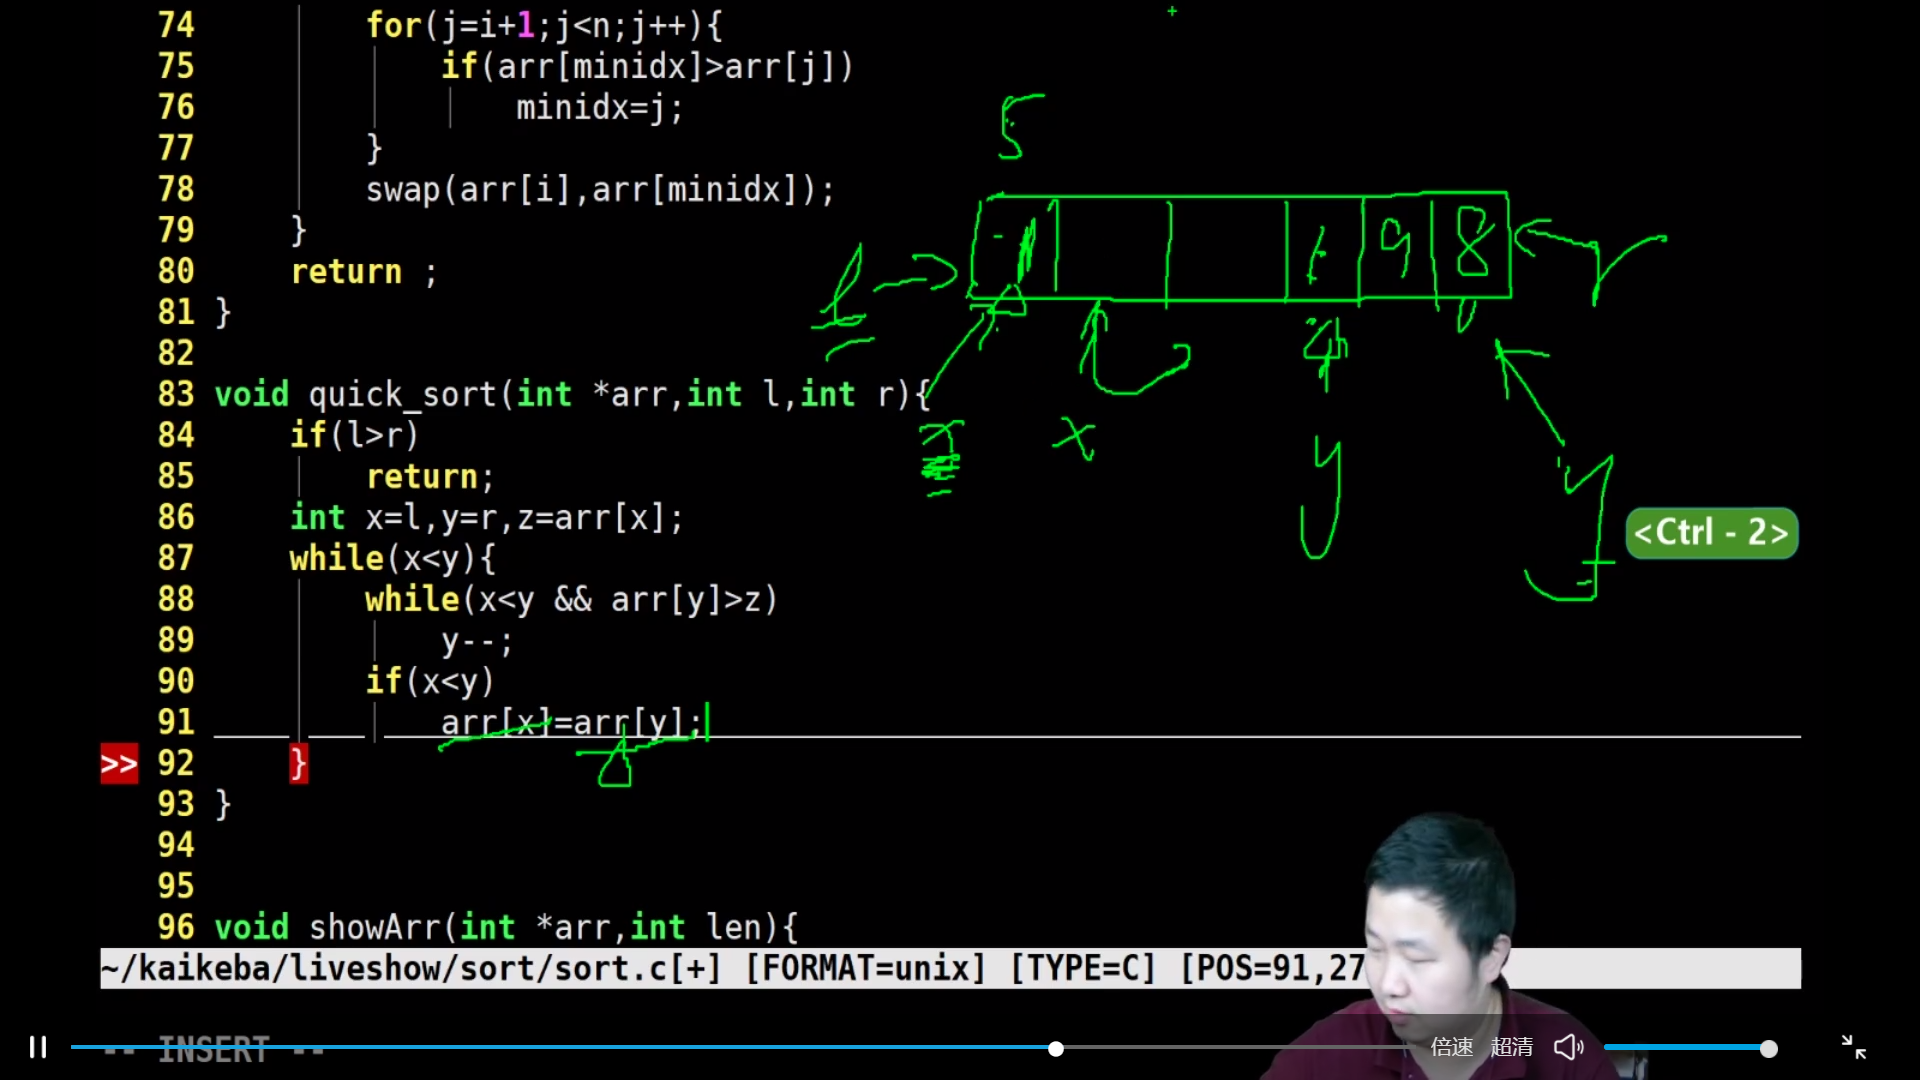 74 for(j=i+1;j<n;j++){
75 if(arr[minidx]>arr[j])
76 minidx=j;
77 }
78 swap(arr[i],arr[minidx]);
79 }
80 return ;
81 }
82
83 void quick_sort(int *arr,int l,int r){
84 if(l>r)
85 return;
86 int x=l,y=r,z=arr[x];
87 while(x<y){
88 while(x<y && arr[y]>z)
89 y--;
90 if(x<y)
91 arr[x]=arr[y];
>> 92 }
93 }
94
95
96 void showArr(int *arr,int len){
~/kaikeba/liveshow/sort/sort.c[+] [FORMAT=unix] [TYPE=C] [POS=91,27
-- INSERT --
5
9 8
l
r
x
y
y
<Ctrl - 2>
倍速 超清